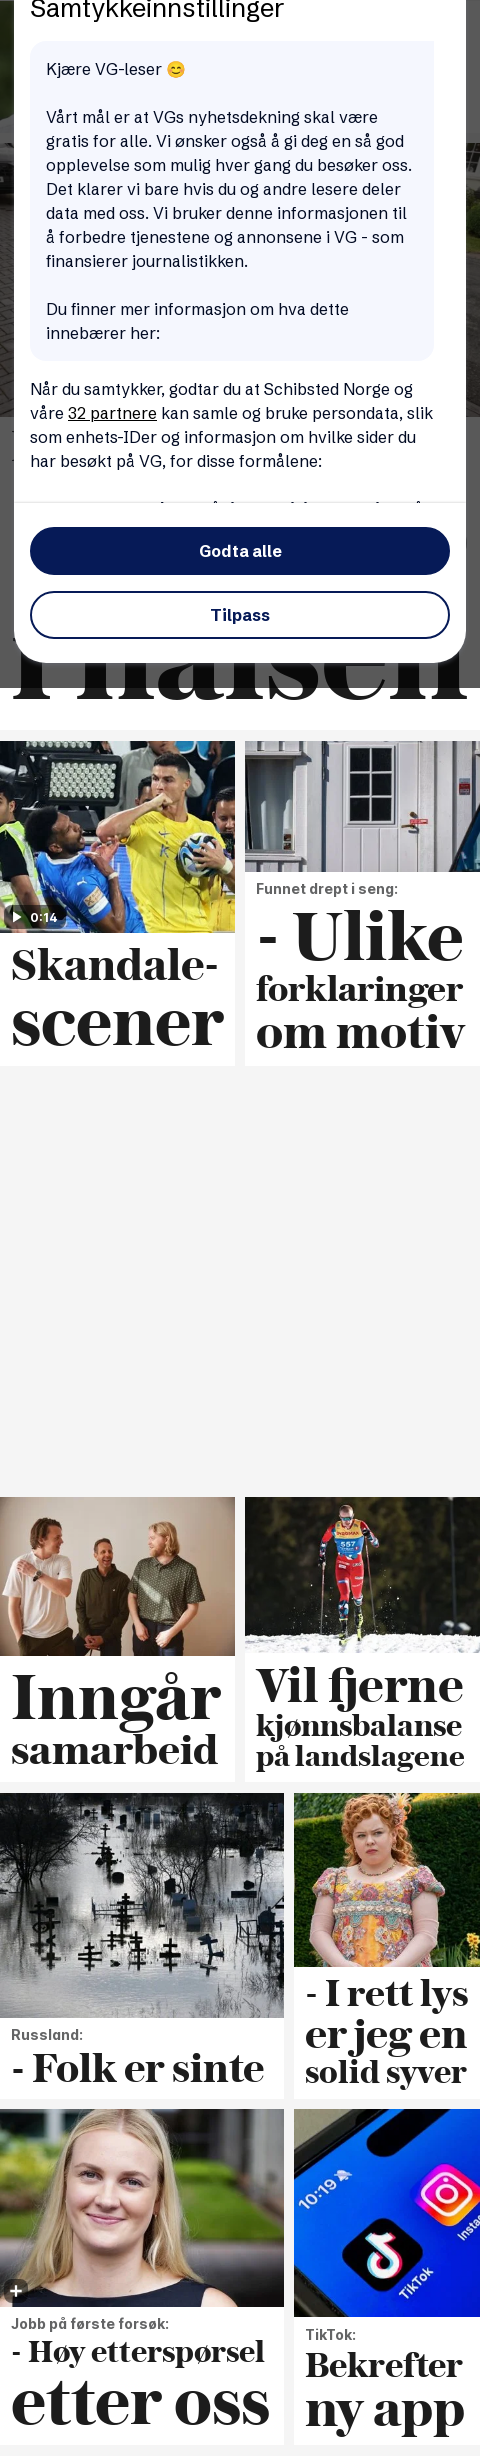 Samtykkeinnstillinger
Kjære VG-leser 😊
Vårt mål er at VGs nyhetsdekning skal være
gratis for alle. Vi ønsker også å gi deg en så god
opplevelse som mulig hver gang du besøker oss.
Det klarer vi bare hvis du og andre lesere deler
data med oss. Vi bruker denne informasjonen til
å forbedre tjenestene og annonsene i VG - som
finansierer journalistikken.
Du finner mer informasjon om hva dette
innebærer her:
Når du samtykker, godtar du at Schibsted Norge og
våre 32 partnere kan samle og bruke persondata, slik
som enhets-IDer og informasjon om hvilke sider du
har besøkt på VG, for disse formålene:
Godta alle
Tilpass
i halsen
0:14
Skandale-
scener
Funnet drept i seng:
- Ulike
forklaringer
om motiv
557
Inngår
samarbeid
Vil fjerne
kjønnsbalanse
på landslagene
Russland:
- Folk er sinte
- I rett lys
er jeg en
solid syver
Jobb på første forsøk:
- Høy etterspørsel
etter oss
10:19
TikTok
Insta
TikTok:
Bekrefter
ny app